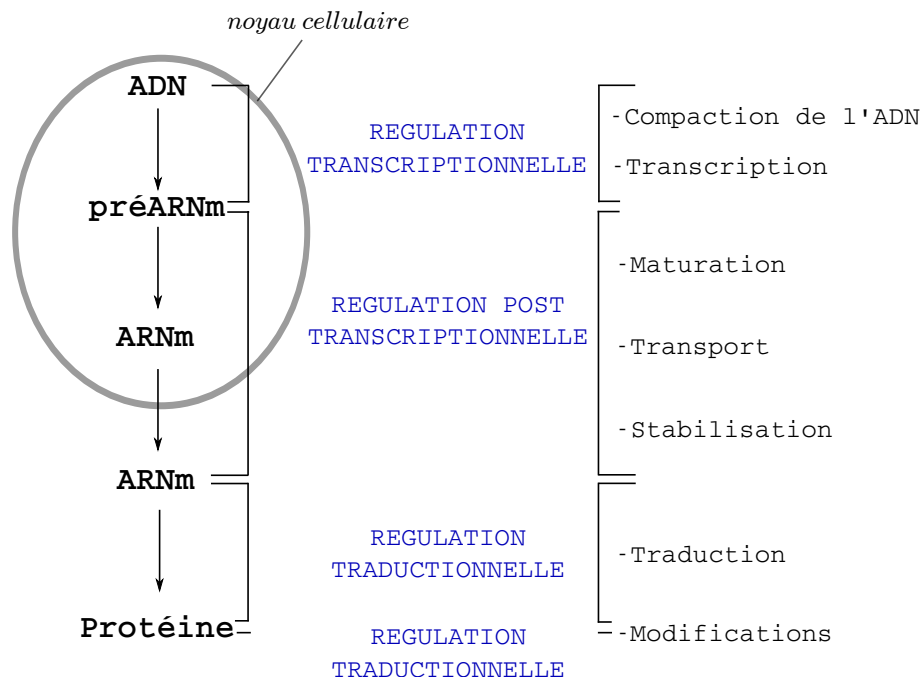 noyau cellulaire
ADN
REGULATION
TRANSCRIPTIONNELLE
-Compaction de l'ADN
-Transcription
préARNm
-Maturation
REGULATION POST
TRANSCRIPTIONNELLE
ARNm
-Transport
-Stabilisation
ARNm
REGULATION
TRADUCTIONNELLE
-Traduction
Protéine
REGULATION
TRADUCTIONNELLE
-Modifications